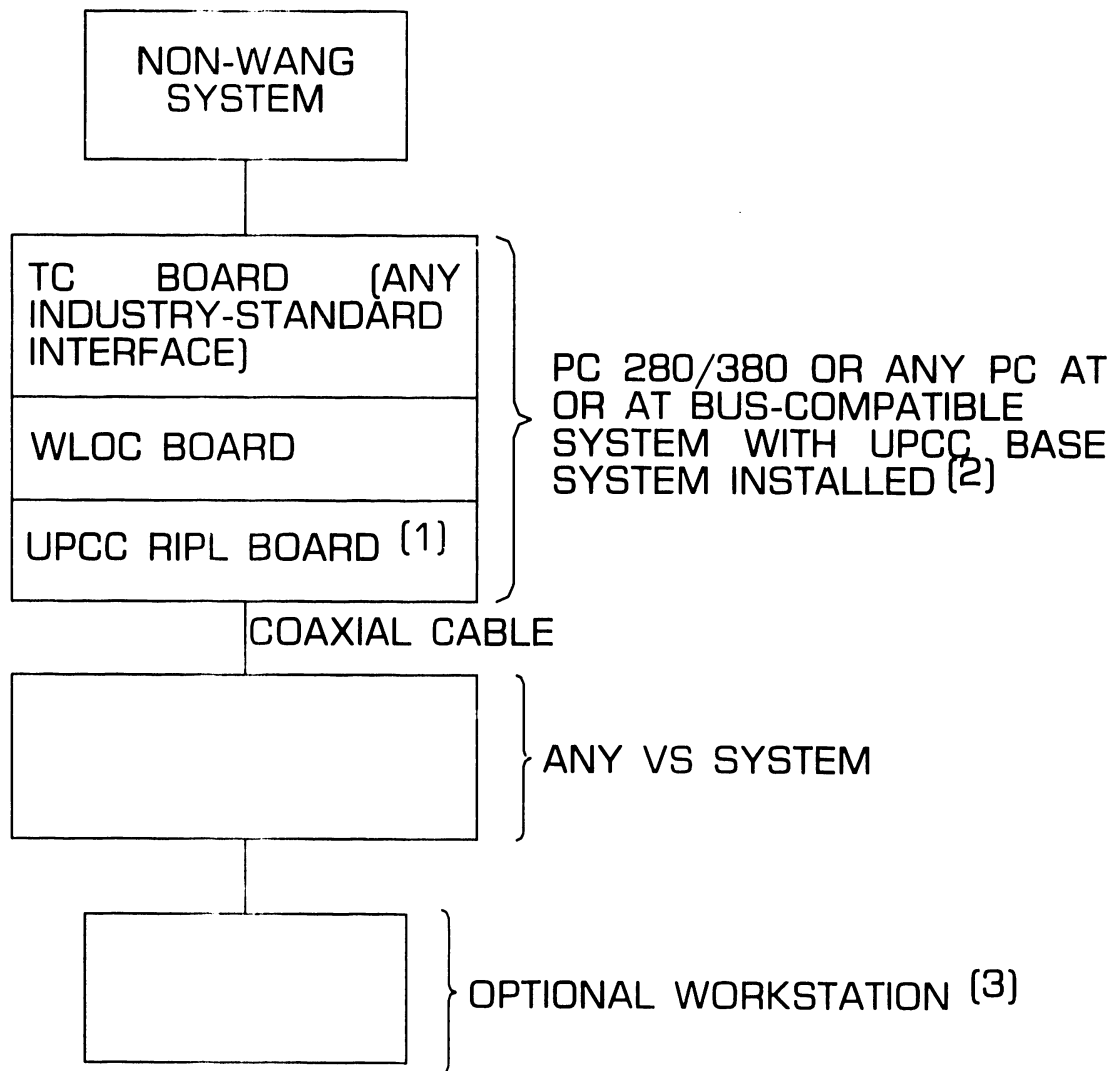 NON-WANG
SYSTEM
TC BOARD (ANY
INDUSTRY-STANDARD
INTERFACE)
WLOC BOARD
UPCC RIPL BOARD (1)
PC 280/380 OR ANY PC AT
OR AT BUS-COMPATIBLE
SYSTEM WITH UPCC BASE
SYSTEM INSTALLED (2)
COAXIAL CABLE
ANY VS SYSTEM
OPTIONAL WORKSTATION (3)